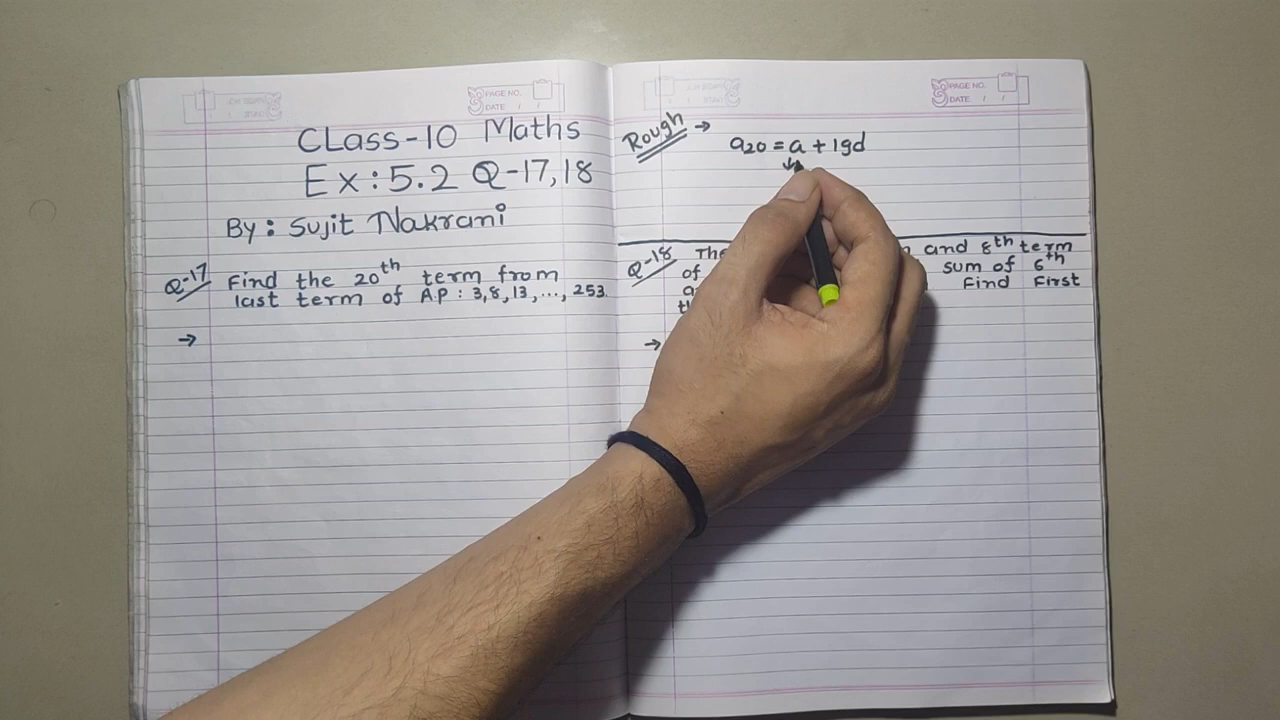 PAGE NO.
DATE / /
CLass-10 Maths
Ex:5.2 Q-17,18
By: Sujit Nakrani
Q-17 Find the 20th term from
last term of AP: 3,8,13,..., 253.
→
PAGE NO.
DATE / /
Rough →
a20 = a + 19d
Q-18 The and 8th term
of sum of 6th
Find First
→